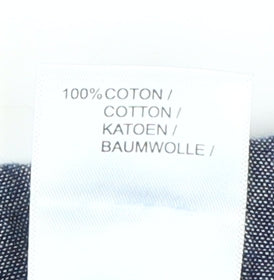 100% COTON /
COTTON /
KATOEN /
BAUMWOLLE /